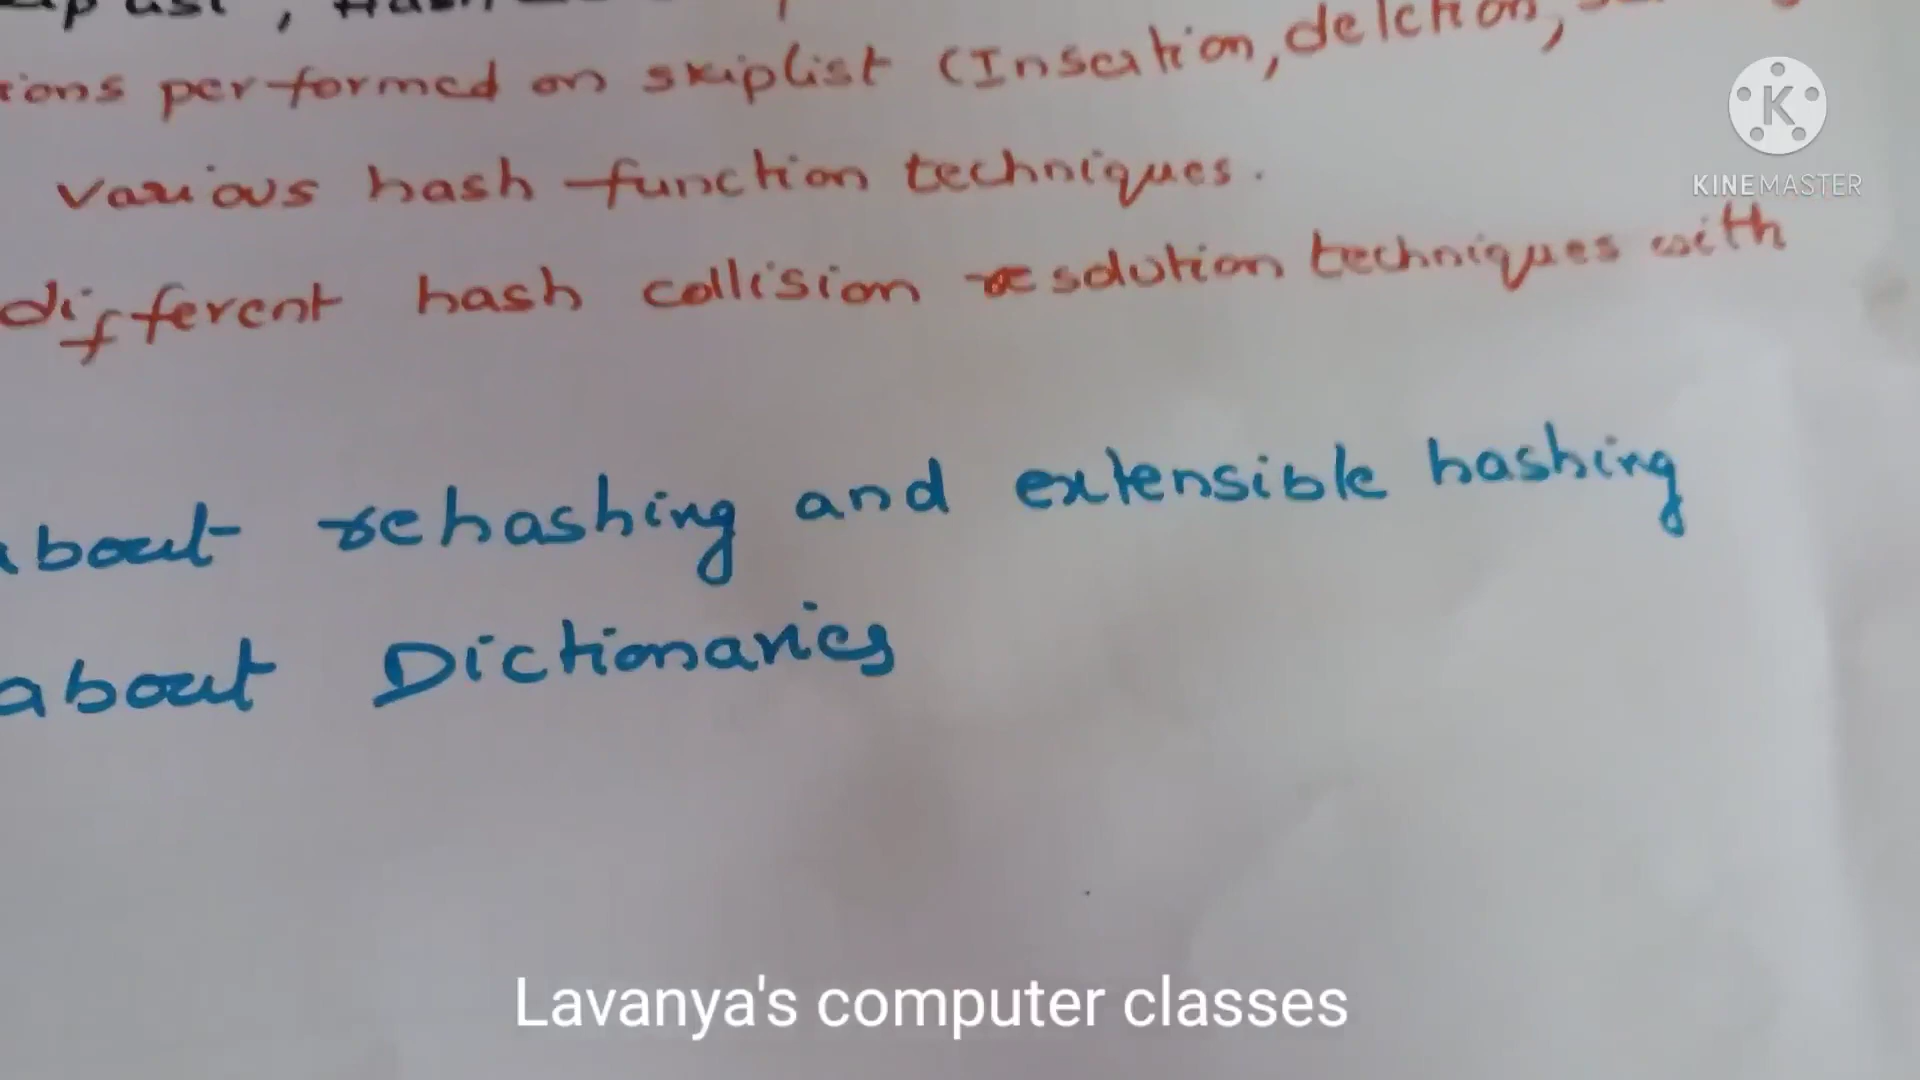 ions performed on skiplist (Insertion, deletion,
various hash function techniques.
different hash collision resolution techniques with
about rehashing and extensible hashing
about Dictionaries
K
KINEMASTER
Lavanya's computer classes